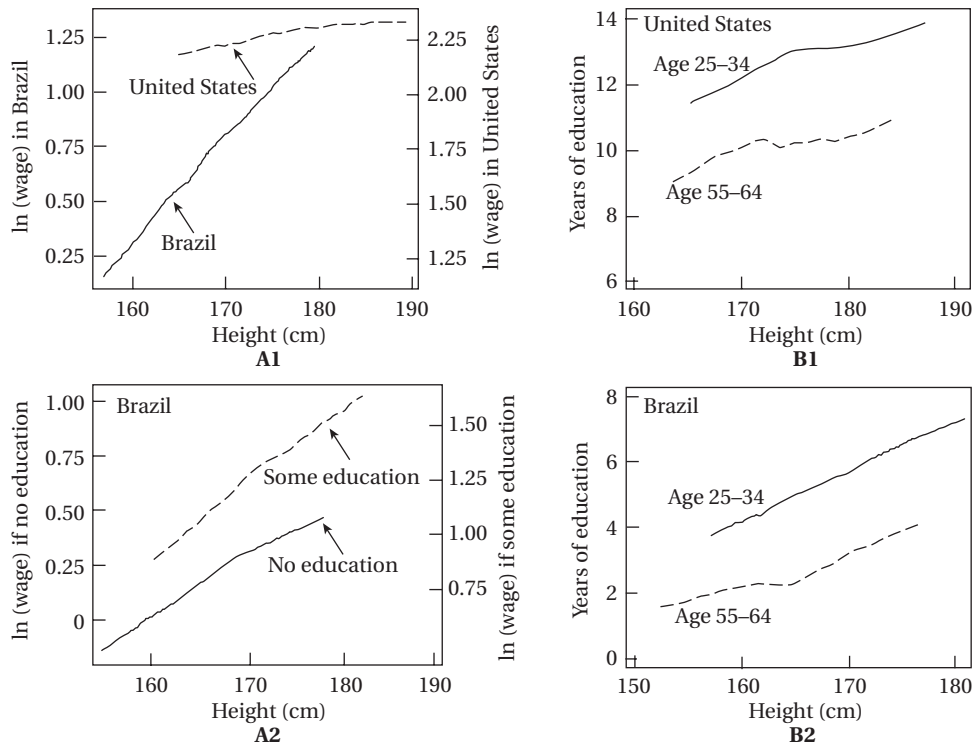 ln (wage) in Brazil
1.25
1.00
0.75
0.50
0.25
2.25
2.00
1.75
1.50
1.25
ln (wage) in United States
United States
Brazil
160 170 180 190
Height (cm)
A1
Years of education
14
12
10
8
6
United States
Age 25–34
Age 55–64
160 170 180 190
Height (cm)
B1
ln (wage) if no education
1.00
0.75
0.50
0.25
0
Brazil
1.50
1.25
1.00
0.75
ln (wage) if some education
Some education
No education
160 170 180 190
Height (cm)
A2
Years of education
8
6
4
2
0
Brazil
Age 25–34
Age 55–64
150 160 170 180
Height (cm)
B2